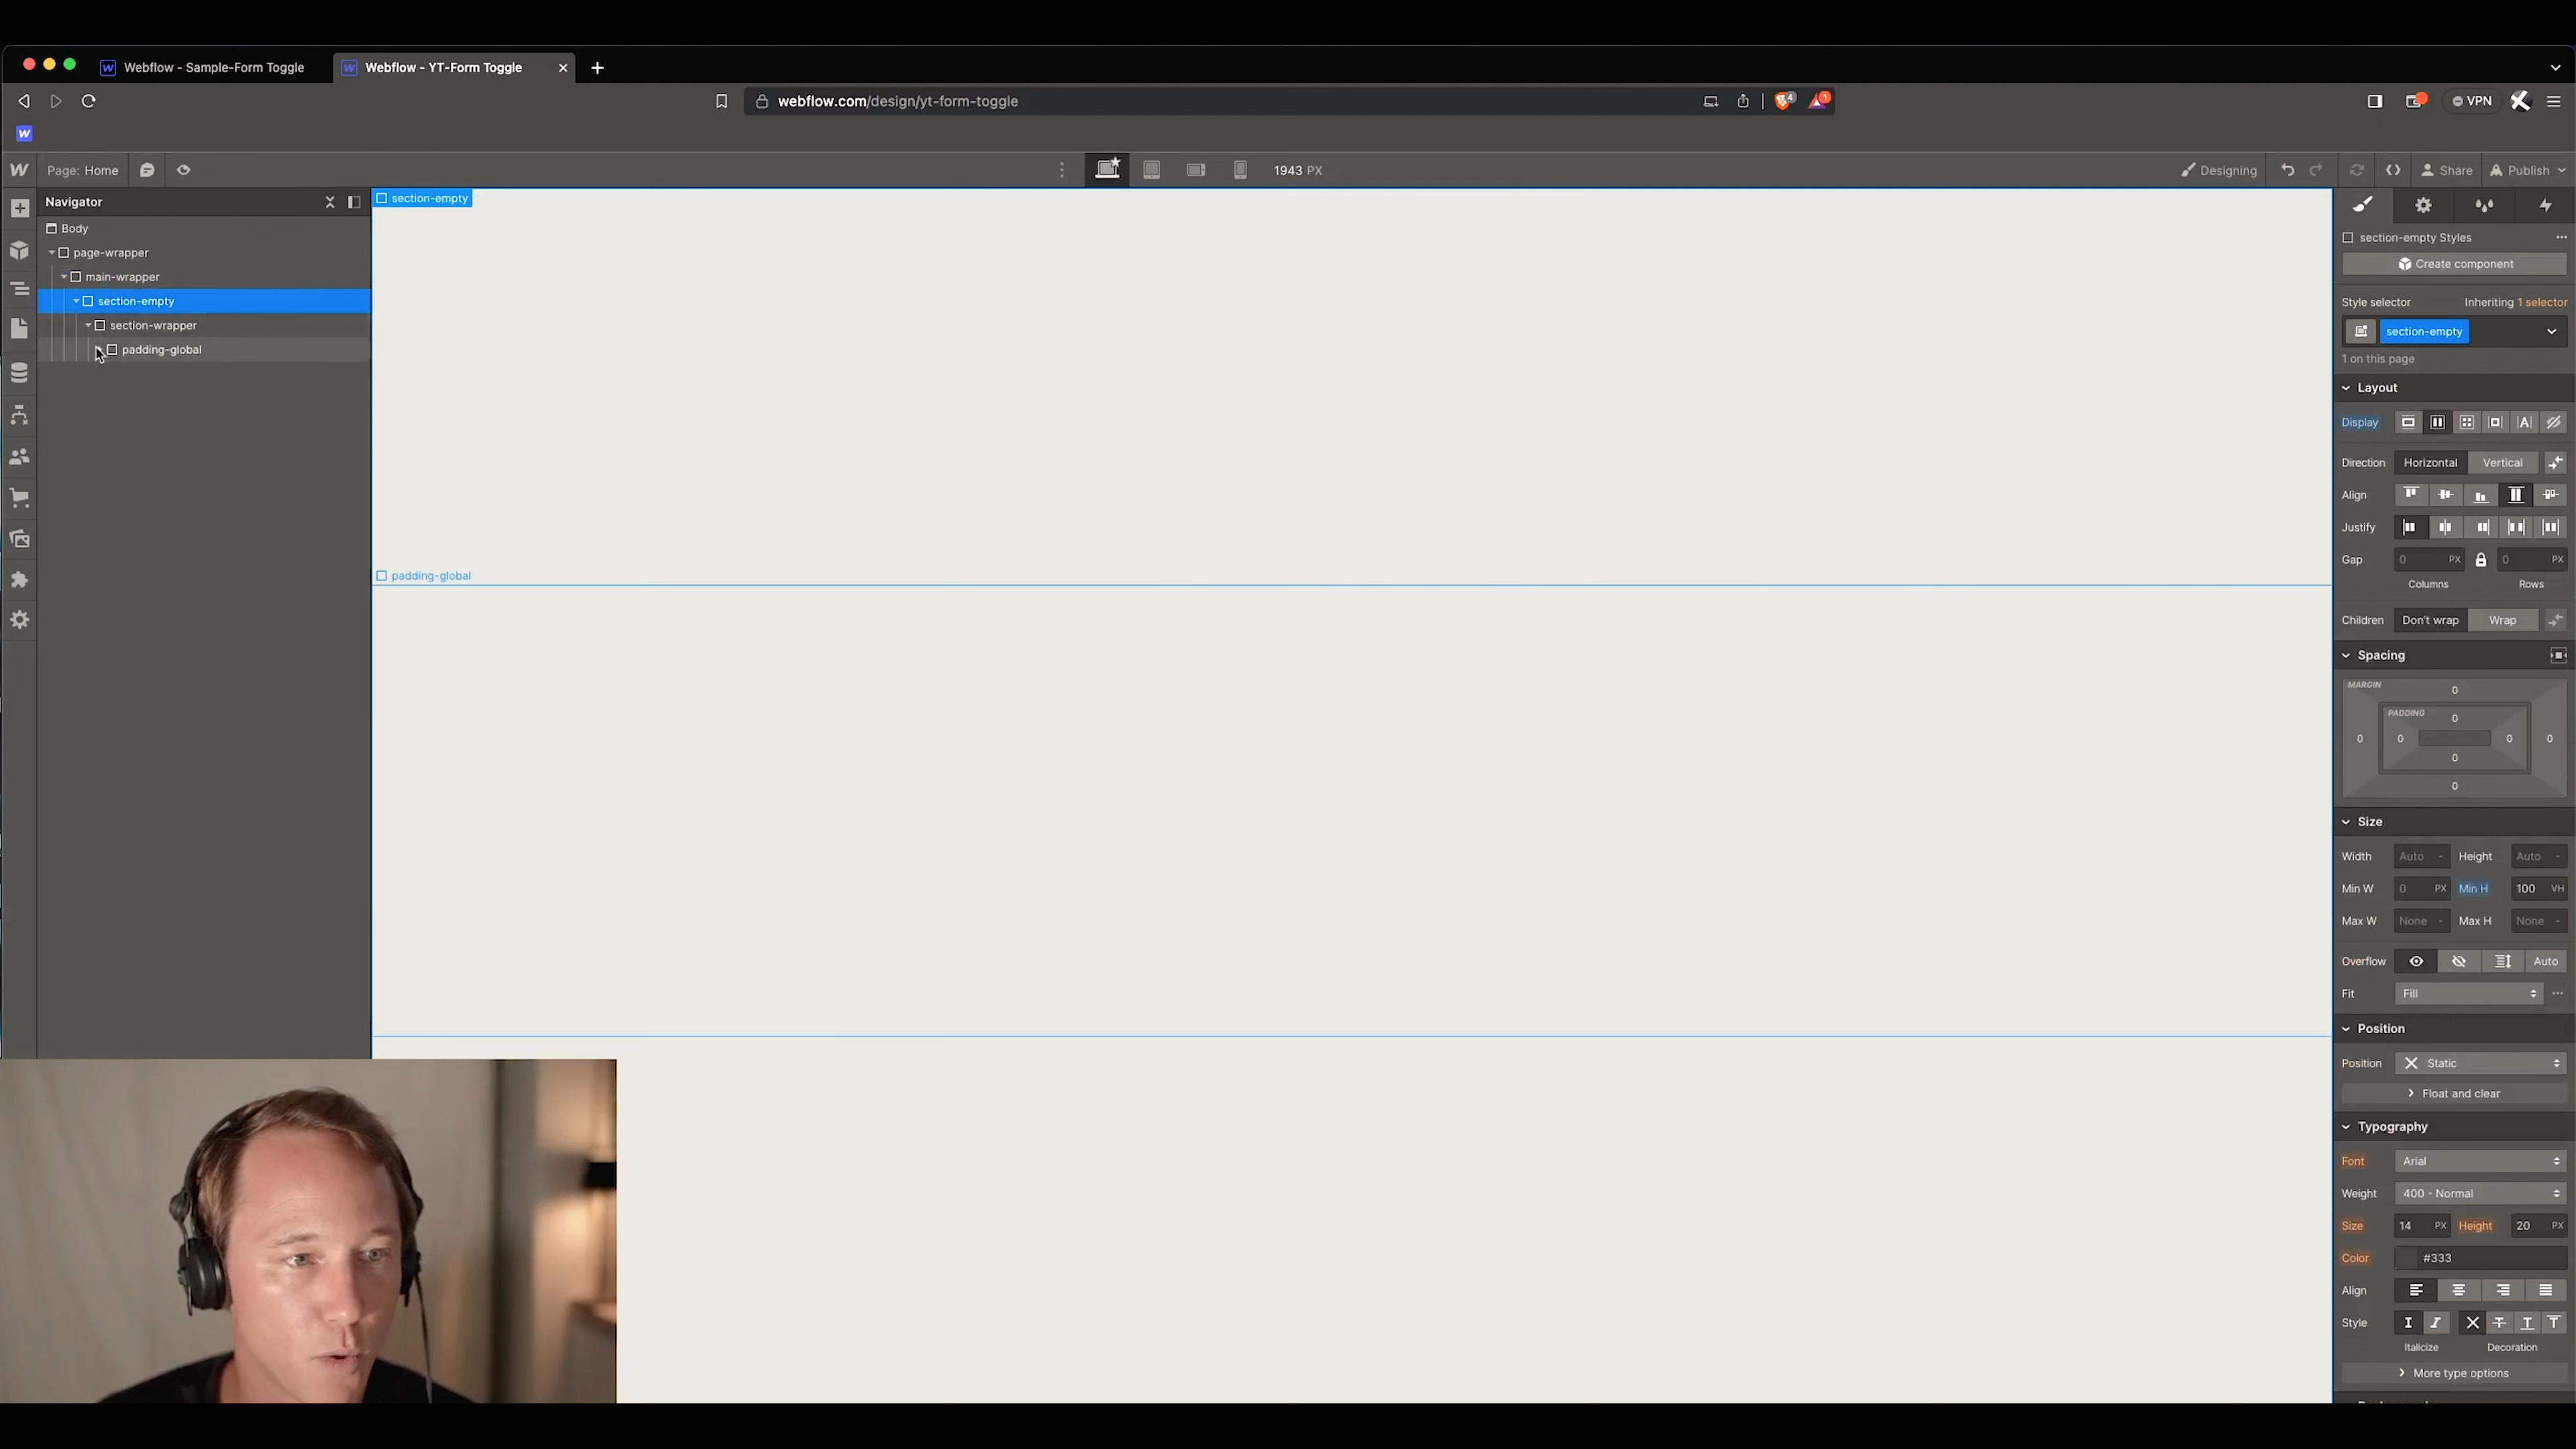 Webflow - Sample-Form Toggle
Webflow - YT-Form Toggle
webflow.com/design/yt-form-toggle
4
1
VPN
Page: Home
1943 PX
Designing
Share
Publish
Navigator
Body
page-wrapper
main-wrapper
section-empty
section-wrapper
padding-global
section-empty
padding-global
section-empty Styles
Create component
Style selector
Inheriting 1 selector
section-empty
1 on this page
Layout
Display
Direction Horizontal Vertical
Align
Justify
Gap 0 PX 0 PX
Columns Rows
Children Don't wrap Wrap
Spacing
MARGIN
0
PADDING
0
0 0 0 0
0
0
Size
Width Auto - Height Auto -
Min W 0 PX Min H 100 VH
Max W None - Max H None -
Overflow Auto
Fit Fill
Position
Position Static
Float and clear
Typography
Font Arial
Weight 400 - Normal
Size 14 PX Height 20 PX
Color #333
Align
Style
Italicize Decoration
More type options